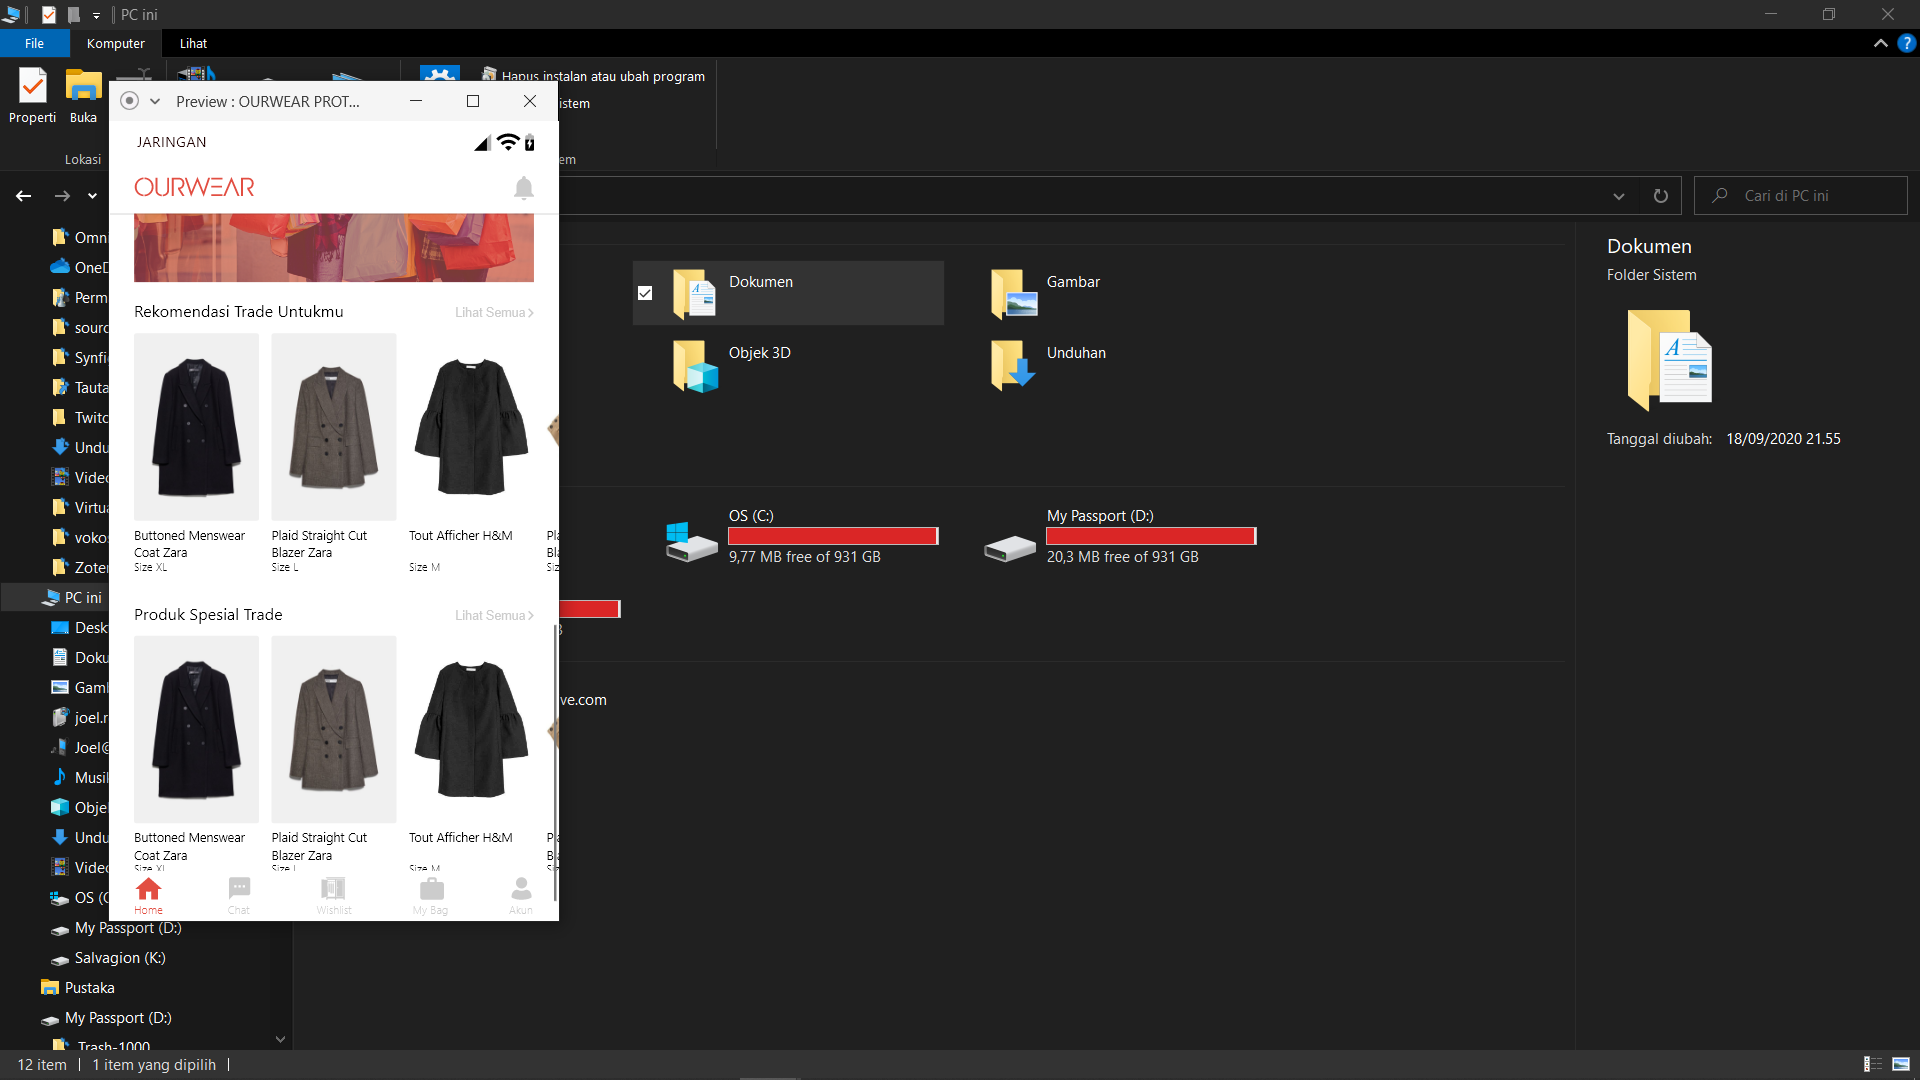 PC ini
File
Komputer
Lihat
Properti
Buka
Lokasi
Hapus instalan atau ubah program
istem
em
Cari di PC ini
Preview : OURWEAR PROT...
JARINGAN
OURWEAR
Rekomendasi Trade Untukmu
Lihat Semua
Buttoned Menswear
Coat Zara
Size XL
Plaid Straight Cut
Blazer Zara
Size L
Tout Afficher H&M
Size M
Produk Spesial Trade
Lihat Semua
Buttoned Menswear
Coat Zara
Size XL
Plaid Straight Cut
Blazer Zara
Size L
Tout Afficher H&M
Size M
Home
Chat
Wishlist
My Bag
Akun
Omni
OneD
Perm
sourc
Synfi
Tauta
Twitc
Undu
Videc
Virtua
vokos
Zoter
PC ini
Desk
Doku
Gaml
joel.r
Joel@
Musil
Obje
Undu
Videc
OS (C
My Passport (D:)
Salvagion (K:)
Pustaka
My Passport (D:)
Trash-1000
Dokumen
Gambar
Objek 3D
Unduhan
OS (C:)
9,77 MB free of 931 GB
My Passport (D:)
20,3 MB free of 931 GB
ve.com
Dokumen
Folder Sistem
Tanggal diubah: 18/09/2020 21.55
12 item
1 item yang dipilih